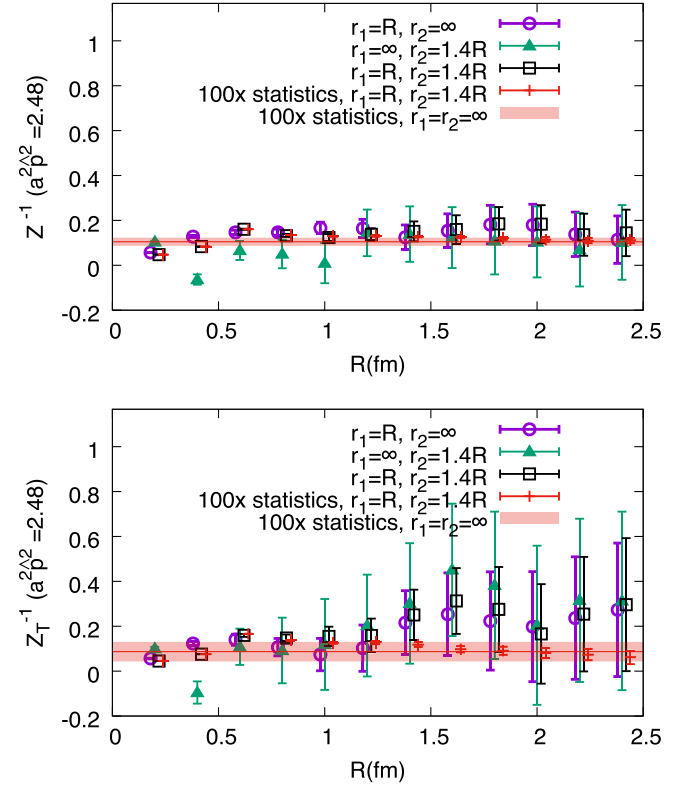 r₁=R, r₂=∞
r₁=∞, r₂=1.4R
r₁=R, r₂=1.4R
100x statistics, r₁=R, r₂=1.4R
100x statistics, r₁=r₂=∞
Z⁻¹ (a²p̂²=2.48)
1
0.8
0.6
0.4
0.2
0
-0.2
0 0.5 1 1.5 2 2.5
R(fm)
r₁=R, r₂=∞
r₁=∞, r₂=1.4R
r₁=R, r₂=1.4R
100x statistics, r₁=R, r₂=1.4R
100x statistics, r₁=r₂=∞
Z_T⁻¹ (a²p̂²=2.48)
1
0.8
0.6
0.4
0.2
0
-0.2
0 0.5 1 1.5 2 2.5
R(fm)